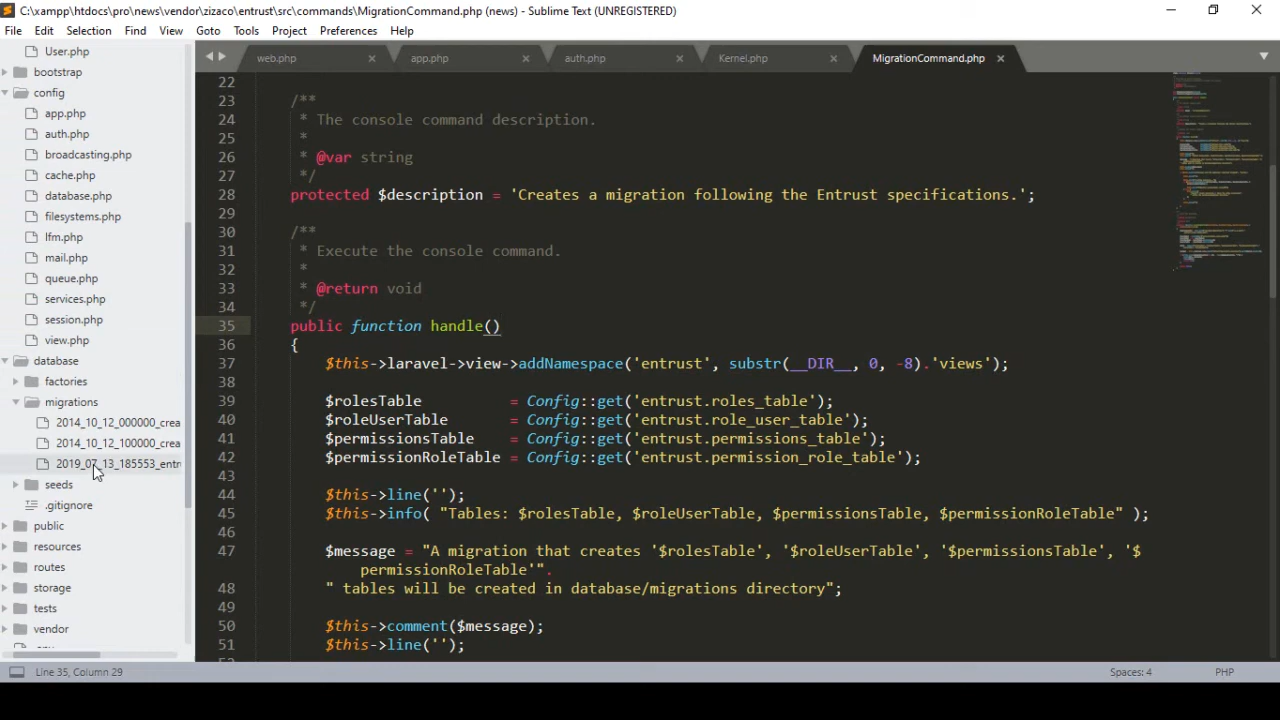 C:\xampp\htdocs\pro\news\vendor\zizaco\entrust\src\commands\MigrationCommand.php (news) - Sublime Text (UNREGISTERED)
File Edit Selection Find View Goto Tools Project Preferences Help
User.php
bootstrap
config
app.php
auth.php
broadcasting.php
cache.php
database.php
filesystems.php
lfm.php
mail.php
queue.php
services.php
session.php
view.php
database
factories
migrations
2014_10_12_000000_crea
2014_10_12_100000_crea
2019_07_13_185553_entr
seeds
.gitignore
public
resources
routes
storage
tests
vendor
web.php app.php auth.php Kernel.php MigrationCommand.php
22
23 /**
24 * The console command description.
25 *
26 * @var string
27 */
28 protected $description = 'Creates a migration following the Entrust specifications.';
29
30 /**
31 * Execute the console command.
32 *
33 * @return void
34 */
35 public function handle()
36 {
37 $this->laravel->view->addNamespace('entrust', substr(__DIR__, 0, -8).'views');
38
39 $rolesTable = Config::get('entrust.roles_table');
40 $roleUserTable = Config::get('entrust.role_user_table');
41 $permissionsTable = Config::get('entrust.permissions_table');
42 $permissionRoleTable = Config::get('entrust.permission_role_table');
43
44 $this->line('');
45 $this->info( "Tables: $rolesTable, $roleUserTable, $permissionsTable, $permissionRoleTable" );
46
47 $message = "A migration that creates '$rolesTable', '$roleUserTable', '$permissionsTable', '$
permissionRoleTable'".
48 " tables will be created in database/migrations directory";
49
50 $this->comment($message);
51 $this->line('');
Line 35, Column 29 Spaces: 4 PHP